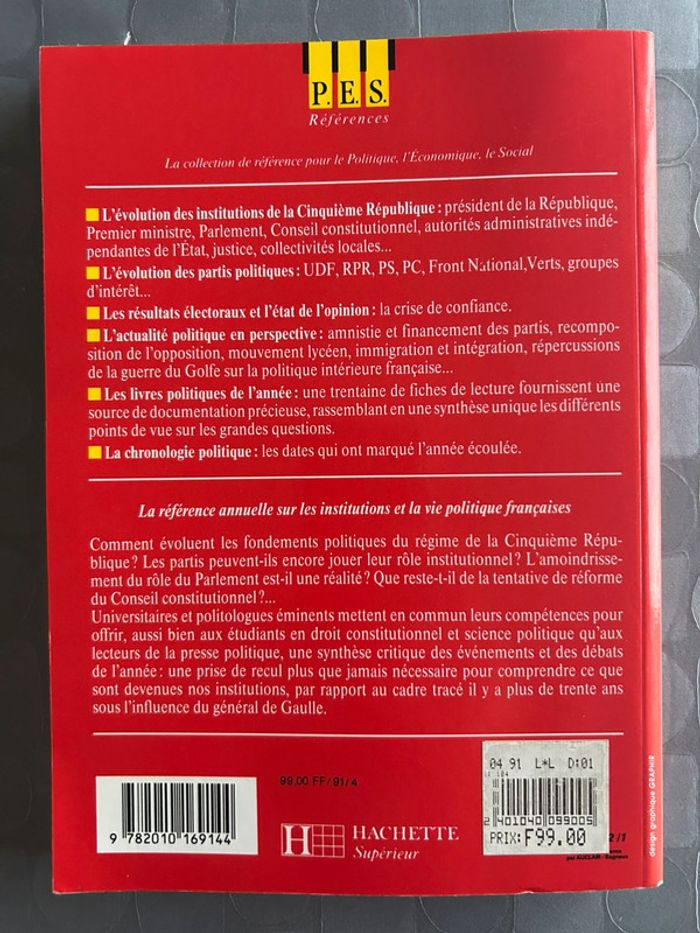 P.E.S.
Références
La collection de référence pour le Politique, l'Économique, le Social
L'évolution des institutions de la Cinquième République : président de la République,
Premier ministre, Parlement, Conseil constitutionnel, autorités administratives indé-
pendantes de l'État, justice, collectivités locales...
L'évolution des partis politiques : UDF, RPR, PS, PC, Front National, Verts, groupes
d'intérêt...
Les résultats électoraux et l'état de l'opinion : la crise de confiance.
L'actualité politique en perspective : amnistie et financement des partis, recompo-
sition de l'opposition, mouvement lycéen, immigration et intégration, répercussions
de la guerre du Golfe sur la politique intérieure française...
Les livres politiques de l'année : une trentaine de fiches de lecture fournissent une
source de documentation précieuse, rassemblant en une synthèse unique les différents
points de vue sur les grandes questions.
La chronologie politique : les dates qui ont marqué l'année écoulée.
La référence annuelle sur les institutions et la vie politique françaises
Comment évoluent les fondements politiques du régime de la Cinquième Répu-
blique ? Les partis peuvent-ils encore jouer leur rôle institutionnel ? L'amoindrisse-
ment du rôle du Parlement est-il une réalité ? Que reste-t-il de la tentative de réforme
du Conseil constitutionnel ?...
Universitaires et politologues éminents mettent en commun leurs compétences pour
offrir, aussi bien aux étudiants en droit constitutionnel et science politique qu'aux
lecteurs de la presse politique, une synthèse critique des événements et des débats
de l'année : une prise de recul plus que jamais nécessaire pour comprendre ce que
sont devenues nos institutions, par rapport au cadre tracé il y a plus de trente ans
sous l'influence du général de Gaulle.
99,00 FF/91/4
9 782010 169144
H HACHETTE
Supérieur
04 91 L*L D:01
104
2 401040 099005
PRIX: F99.00
2/1
par AUCLAIR - Bagneux
design graphique GRAPHIR